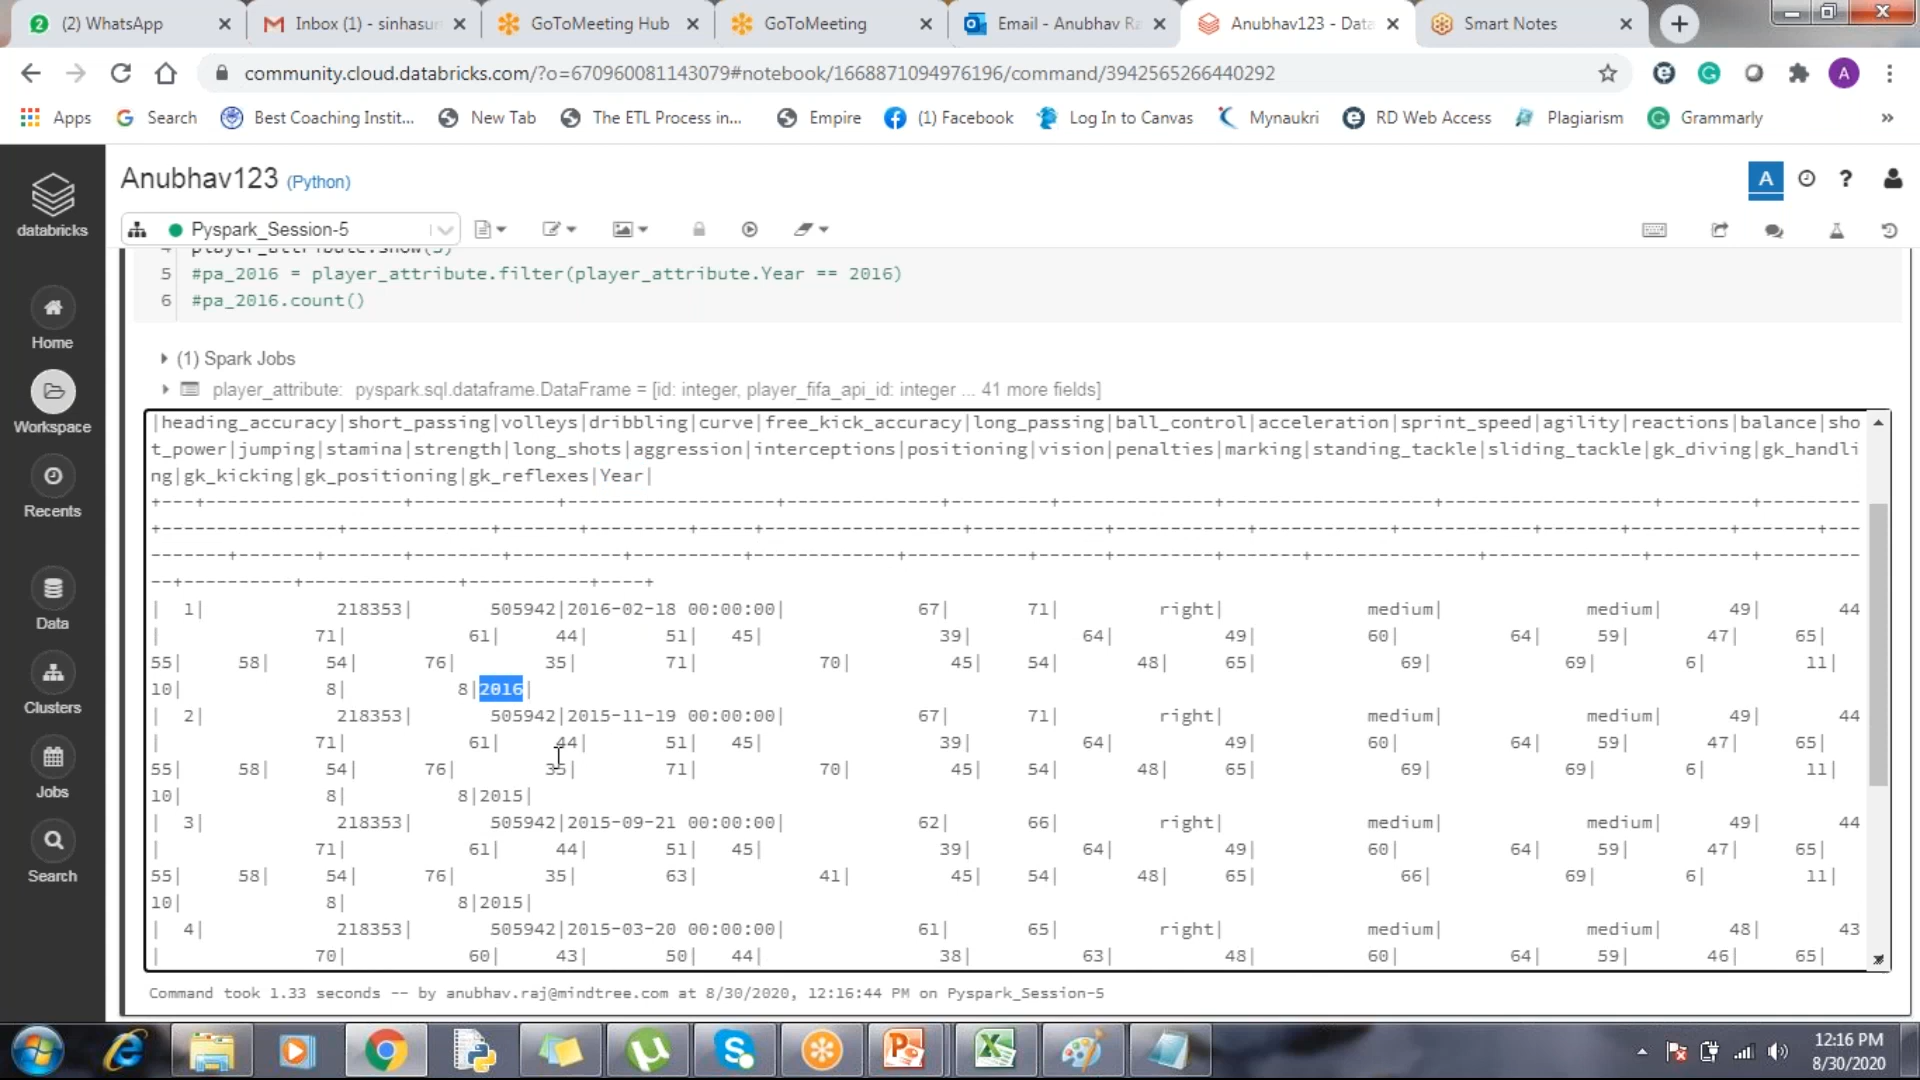 (2) WhatsApp
Inbox (1) - sinhasun
GoToMeeting Hub
GoToMeeting
Email - Anubhav Ra
Anubhav123 - Data
Smart Notes
community.cloud.databricks.com/?o=670960081143079#notebook/1668871094976196/command/3942565266440292
A
Apps
Search
Best Coaching Instit...
New Tab
The ETL Process in...
Empire
(1) Facebook
Log In to Canvas
Mynaukri
RD Web Access
Plagiarism
Grammarly
»
databricks
Home
Workspace
Recents
Data
Clusters
Jobs
Search
Anubhav123 (Python)
A
?
Pyspark_Session-5
4 player_attribute.show(5)
5 #pa_2016 = player_attribute.filter(player_attribute.Year == 2016)
6 #pa_2016.count()
(1) Spark Jobs
player_attribute: pyspark.sql.dataframe.DataFrame = [id: integer, player_fifa_api_id: integer ... 41 more fields]
|heading_accuracy|short_passing|volleys|dribbling|curve|free_kick_accuracy|long_passing|ball_control|acceleration|sprint_speed|agility|reactions|balance|sho
t_power|jumping|stamina|strength|long_shots|aggression|interceptions|positioning|vision|penalties|marking|standing_tackle|sliding_tackle|gk_diving|gk_handli
ng|gk_kicking|gk_positioning|gk_reflexes|Year|
+---+------------------+-------------+-------------------+--------------+---------+--------------+-------------------+-------------------+--------+---------
+----------------+-------------+-------+---------+-----+------------------+------------+------------+------------+------------+-------+---------+-------+---
-------+-------+-------+--------+----------+----------+-------------+-----------+------+---------+-------+---------------+--------------+---------+---------
--+----------+--------------+-----------+----+
| 1| 218353| 505942|2016-02-18 00:00:00| 67| 71| right| medium| medium| 49| 44
| 71| 61| 44| 51| 45| 39| 64| 49| 60| 64| 59| 47| 65|
55| 58| 54| 76| 35| 71| 70| 45| 54| 48| 65| 69| 69| 6| 11|
10| 8| 8|2016|
| 2| 218353| 505942|2015-11-19 00:00:00| 67| 71| right| medium| medium| 49| 44
| 71| 61| 44| 51| 45| 39| 64| 49| 60| 64| 59| 47| 65|
55| 58| 54| 76| 35| 71| 70| 45| 54| 48| 65| 69| 69| 6| 11|
10| 8| 8|2015|
| 3| 218353| 505942|2015-09-21 00:00:00| 62| 66| right| medium| medium| 49| 44
| 71| 61| 44| 51| 45| 39| 64| 49| 60| 64| 59| 47| 65|
55| 58| 54| 76| 35| 63| 41| 45| 54| 48| 65| 66| 69| 6| 11|
10| 8| 8|2015|
| 4| 218353| 505942|2015-03-20 00:00:00| 61| 65| right| medium| medium| 48| 43
| 70| 60| 43| 50| 44| 38| 63| 48| 60| 64| 59| 46| 65|
Command took 1.33 seconds -- by anubhav.raj@mindtree.com at 8/30/2020, 12:16:44 PM on Pyspark_Session-5
12:16 PM
8/30/2020